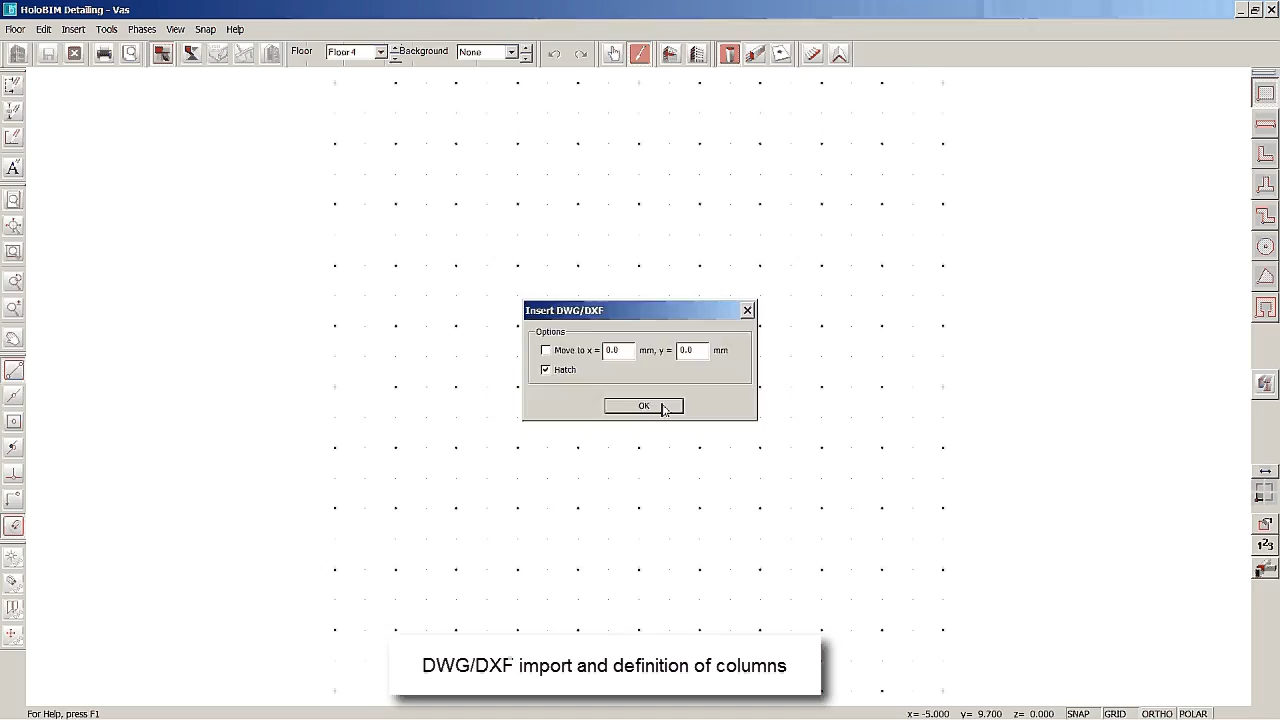 HoloBIM Detailing - Vas
Floor Edit Insert Tools Phases View Snap Help
Floor Floor 4 Background None
A
Insert DWG/DXF
Options
Move to x = 0.0 mm, y = 0.0 mm
Hatch
OK
123
DWG/DXF import and definition of columns
For Help, press F1 x= -5.000 y= 9.700 z= 0.000 SNAP GRID ORTHO POLAR